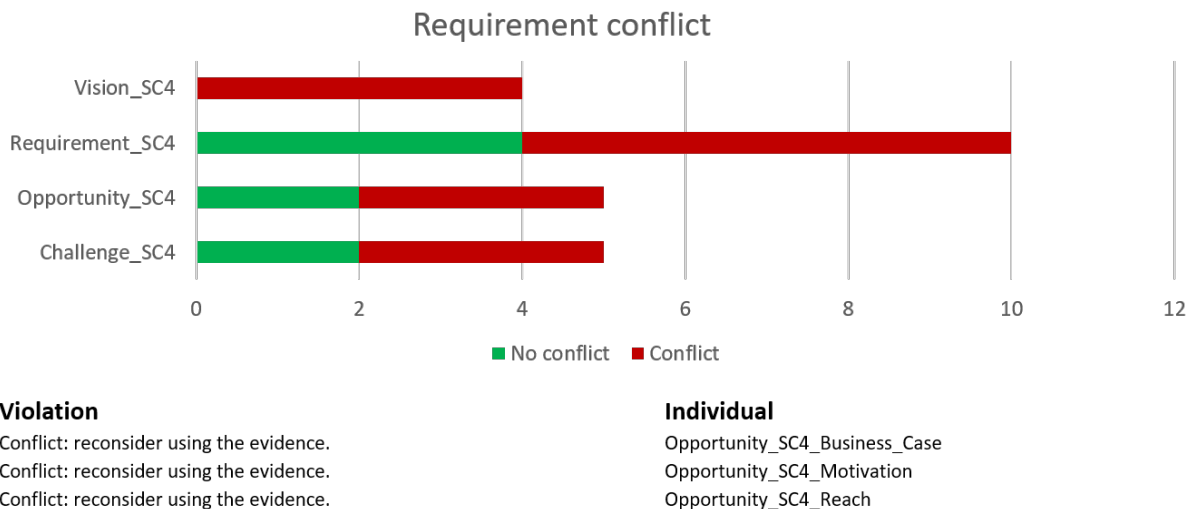 Requirement conflict
Vision_SC4
Requirement_SC4
Opportunity_SC4
Challenge_SC4
0 2 4 6 8 10 12
No conflict Conflict
Violation Individual
Conflict: reconsider using the evidence. Opportunity_SC4_Business_Case
Conflict: reconsider using the evidence. Opportunity_SC4_Motivation
Conflict: reconsider using the evidence. Opportunity_SC4_Reach